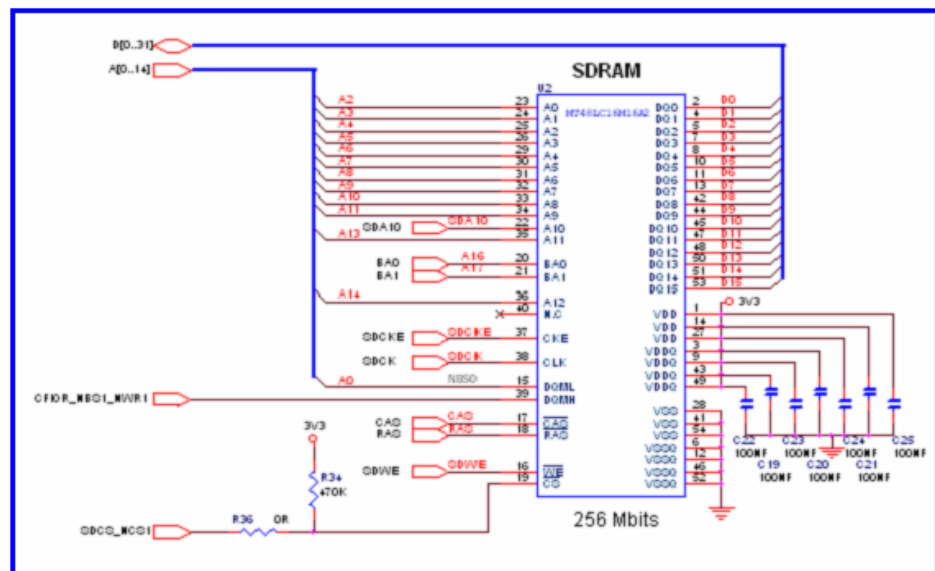 D[0..31]
A[0..14]
SDRAM
U2
MT48LC16M16A2
A2 23 A0 DQ0 2 D0
A3 24 A1 DQ1 4 D1
A4 25 A2 DQ2 5 D2
A5 26 A3 DQ3 7 D3
A6 29 A4 DQ4 8 D4
A7 30 A5 DQ5 10 D5
A8 31 A6 DQ6 11 D6
A9 32 A7 DQ7 13 D7
A10 33 A8 DQ8 42 D8
A11 34 A9 DQ9 44 D9
SDA10 SDA10 22 A10 DQ10 45 D10
A13 35 A11 DQ11 47 D11
DQ12 48 D12
BA0 A16 20 BA0 DQ13 50 D13
BA1 A17 21 BA1 DQ14 51 D14
DQ15 53 D15
A14 36 A12 3V3
40 N.C VDD 1
VDD 14
SDCKE SDCKE 37 CKE VDD 27
VDDQ 3
SDCK SDCK 38 CLK VDDQ 9
VDDQ 43
A0 NBS0 15 DQML VDDQ 49
CFIOR_NBS1_NWR1 39 DQMH
VSS 28
CAS CAS 17 CAS VSS 41
RAS RAS 18 RAS VSS 54
VSSQ 6
VSSQ 12
SDWE SDWE 16 WE VSSQ 46
19 CS VSSQ 52
C22 C23 C24 C25
100NF 100NF 100NF 100NF
C19 C20 C21
100NF 100NF 100NF
3V3
R34
470K
SDCS_NCS1 R36 0R
256 Mbits